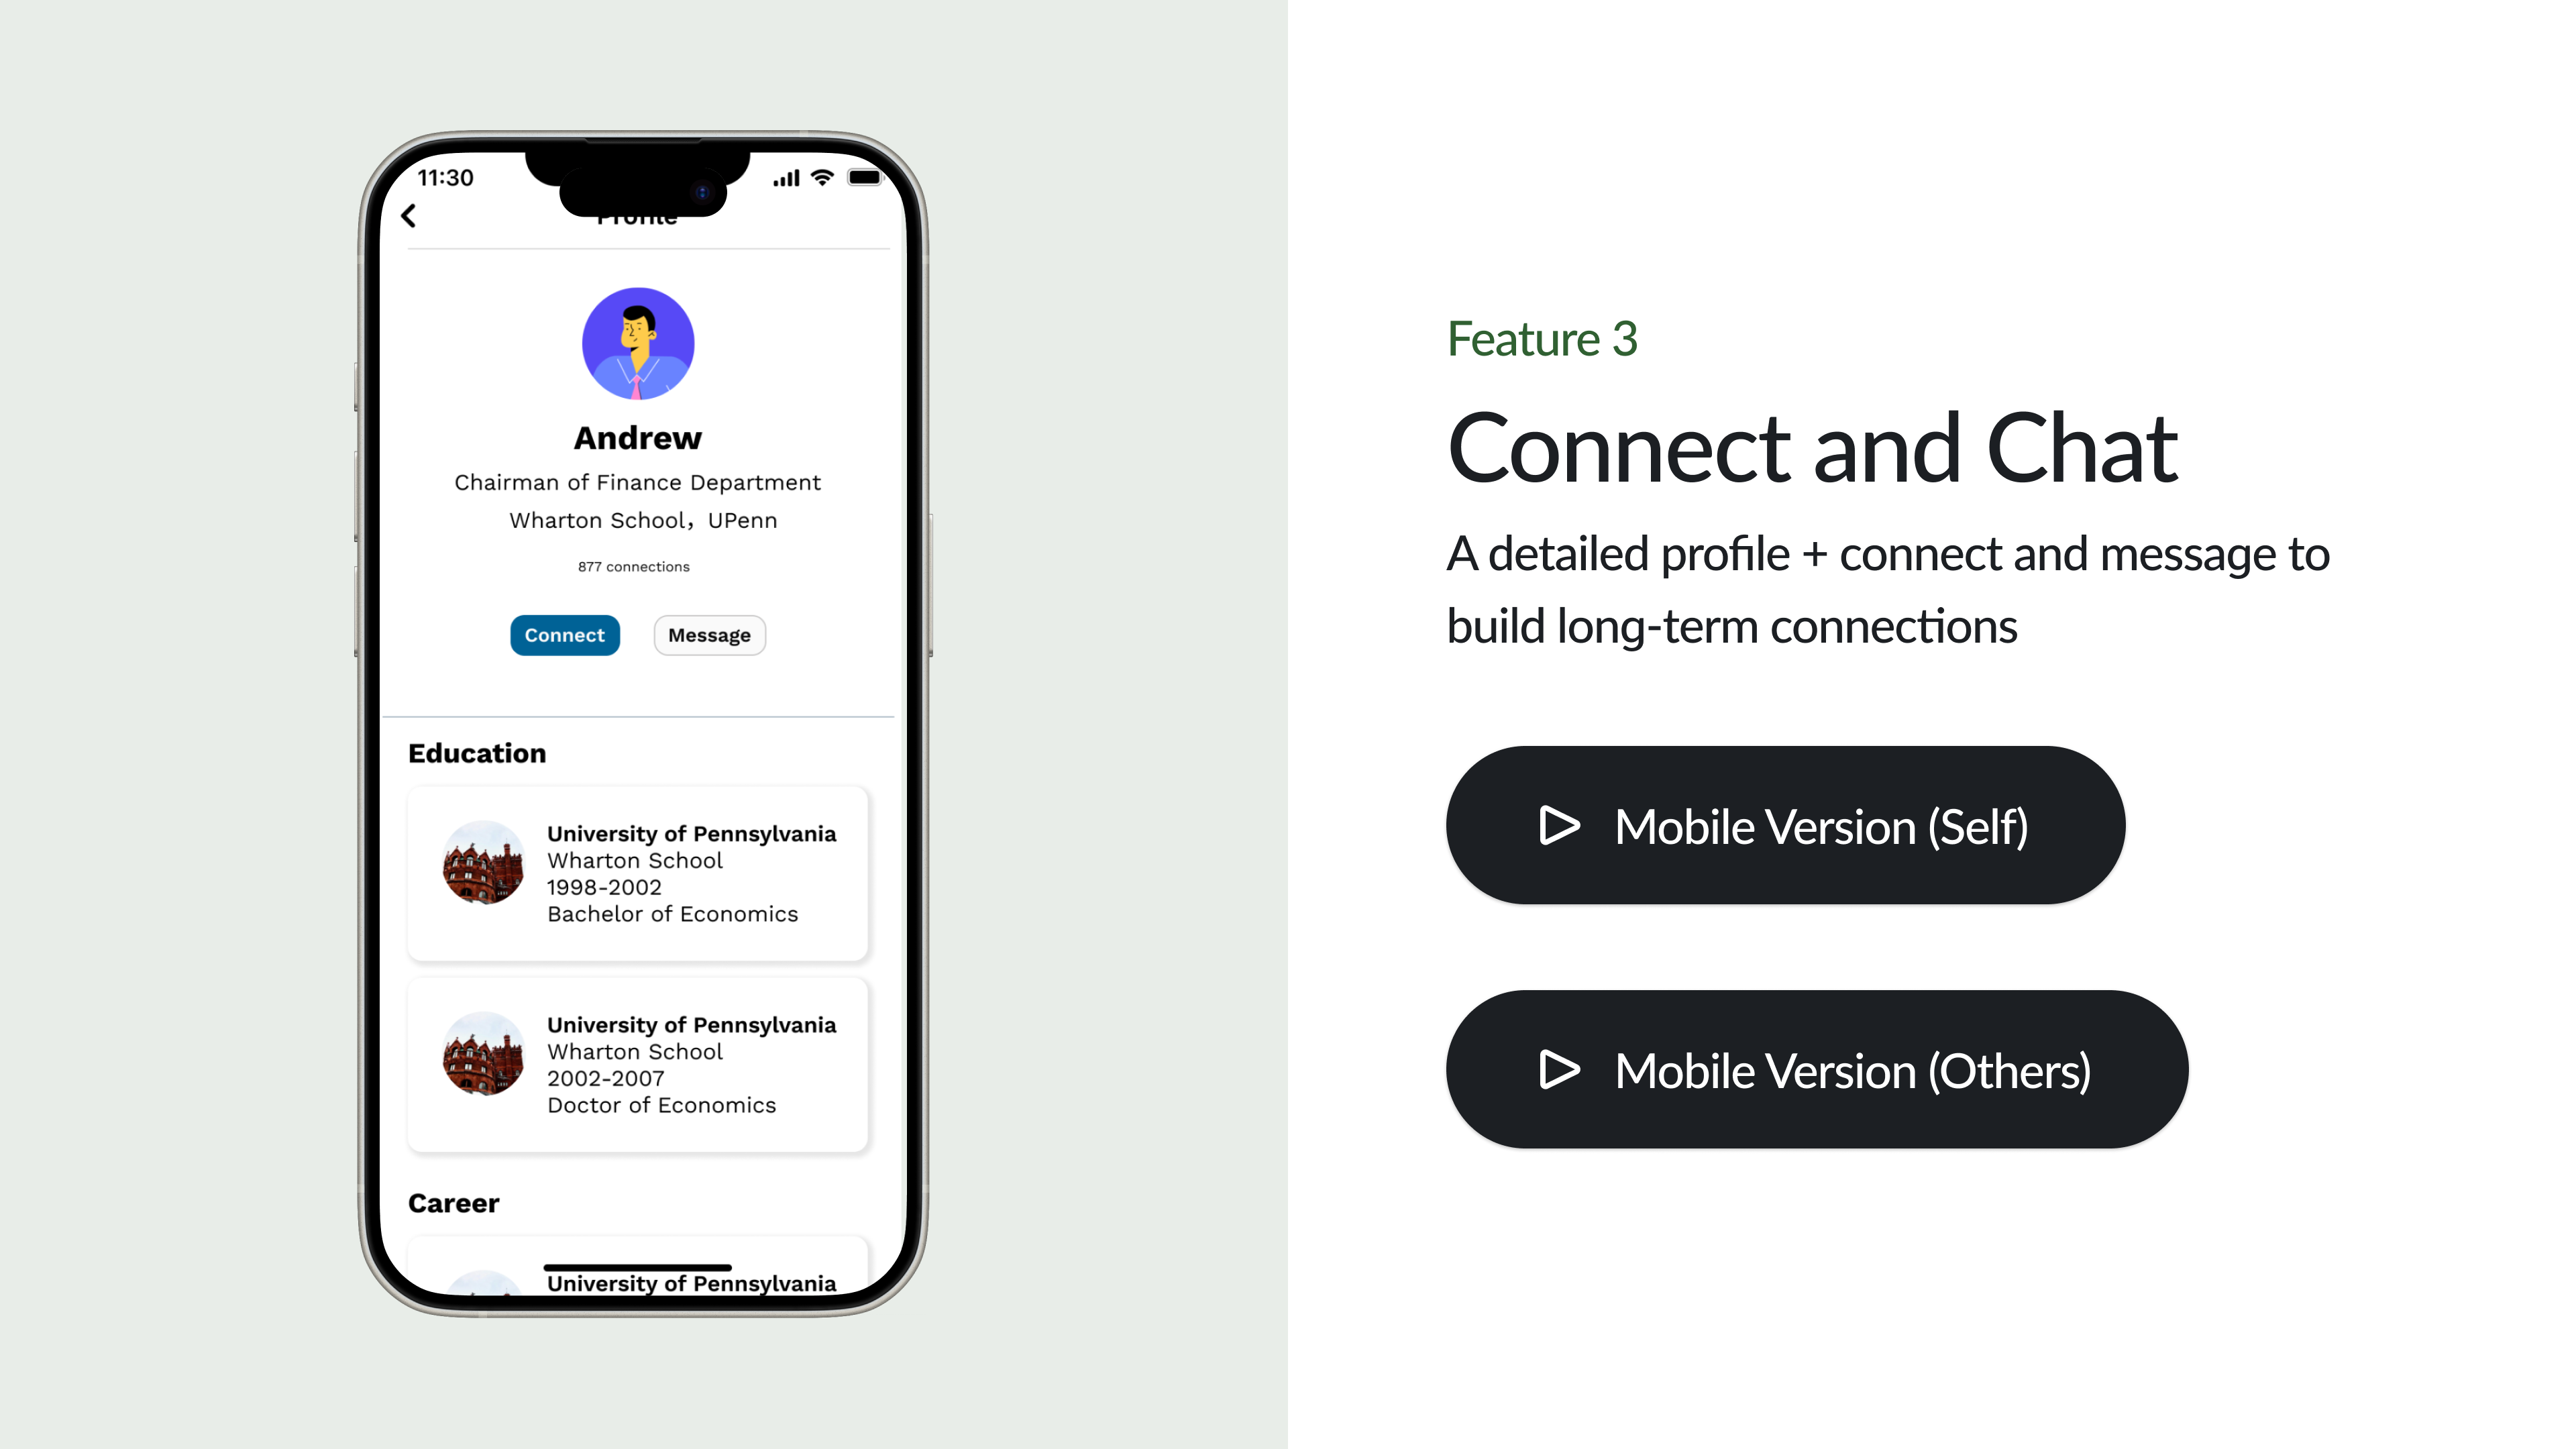 11:30
Profile
Andrew
Chairman of Finance Department
Wharton School，UPenn
877 connections
Connect
Message
Education
University of Pennsylvania
Wharton School
1998-2002
Bachelor of Economics
University of Pennsylvania
Wharton School
2002-2007
Doctor of Economics
Career
University of Pennsylvania
Feature 3
Connect and Chat
A detailed profile + connect and message to
build long-term connections
Mobile Version (Self)
Mobile Version (Others)